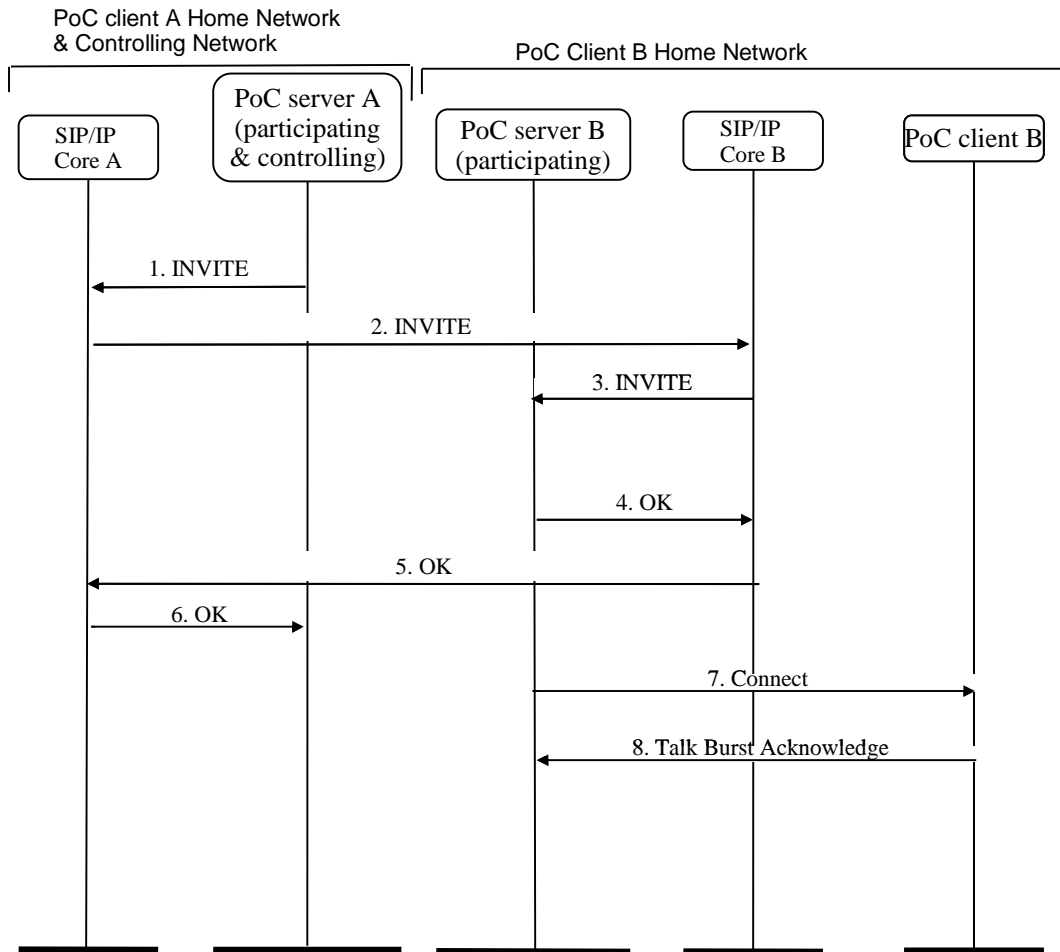 PoC client A Home Network
& Controlling Network
PoC Client B Home Network
SIP/IP
Core A
PoC server A
(participating
& controlling)
PoC server B
(participating)
SIP/IP
Core B
PoC client B
1. INVITE
2. INVITE
3. INVITE
4. OK
5. OK
6. OK
7. Connect
8. Talk Burst Acknowledge